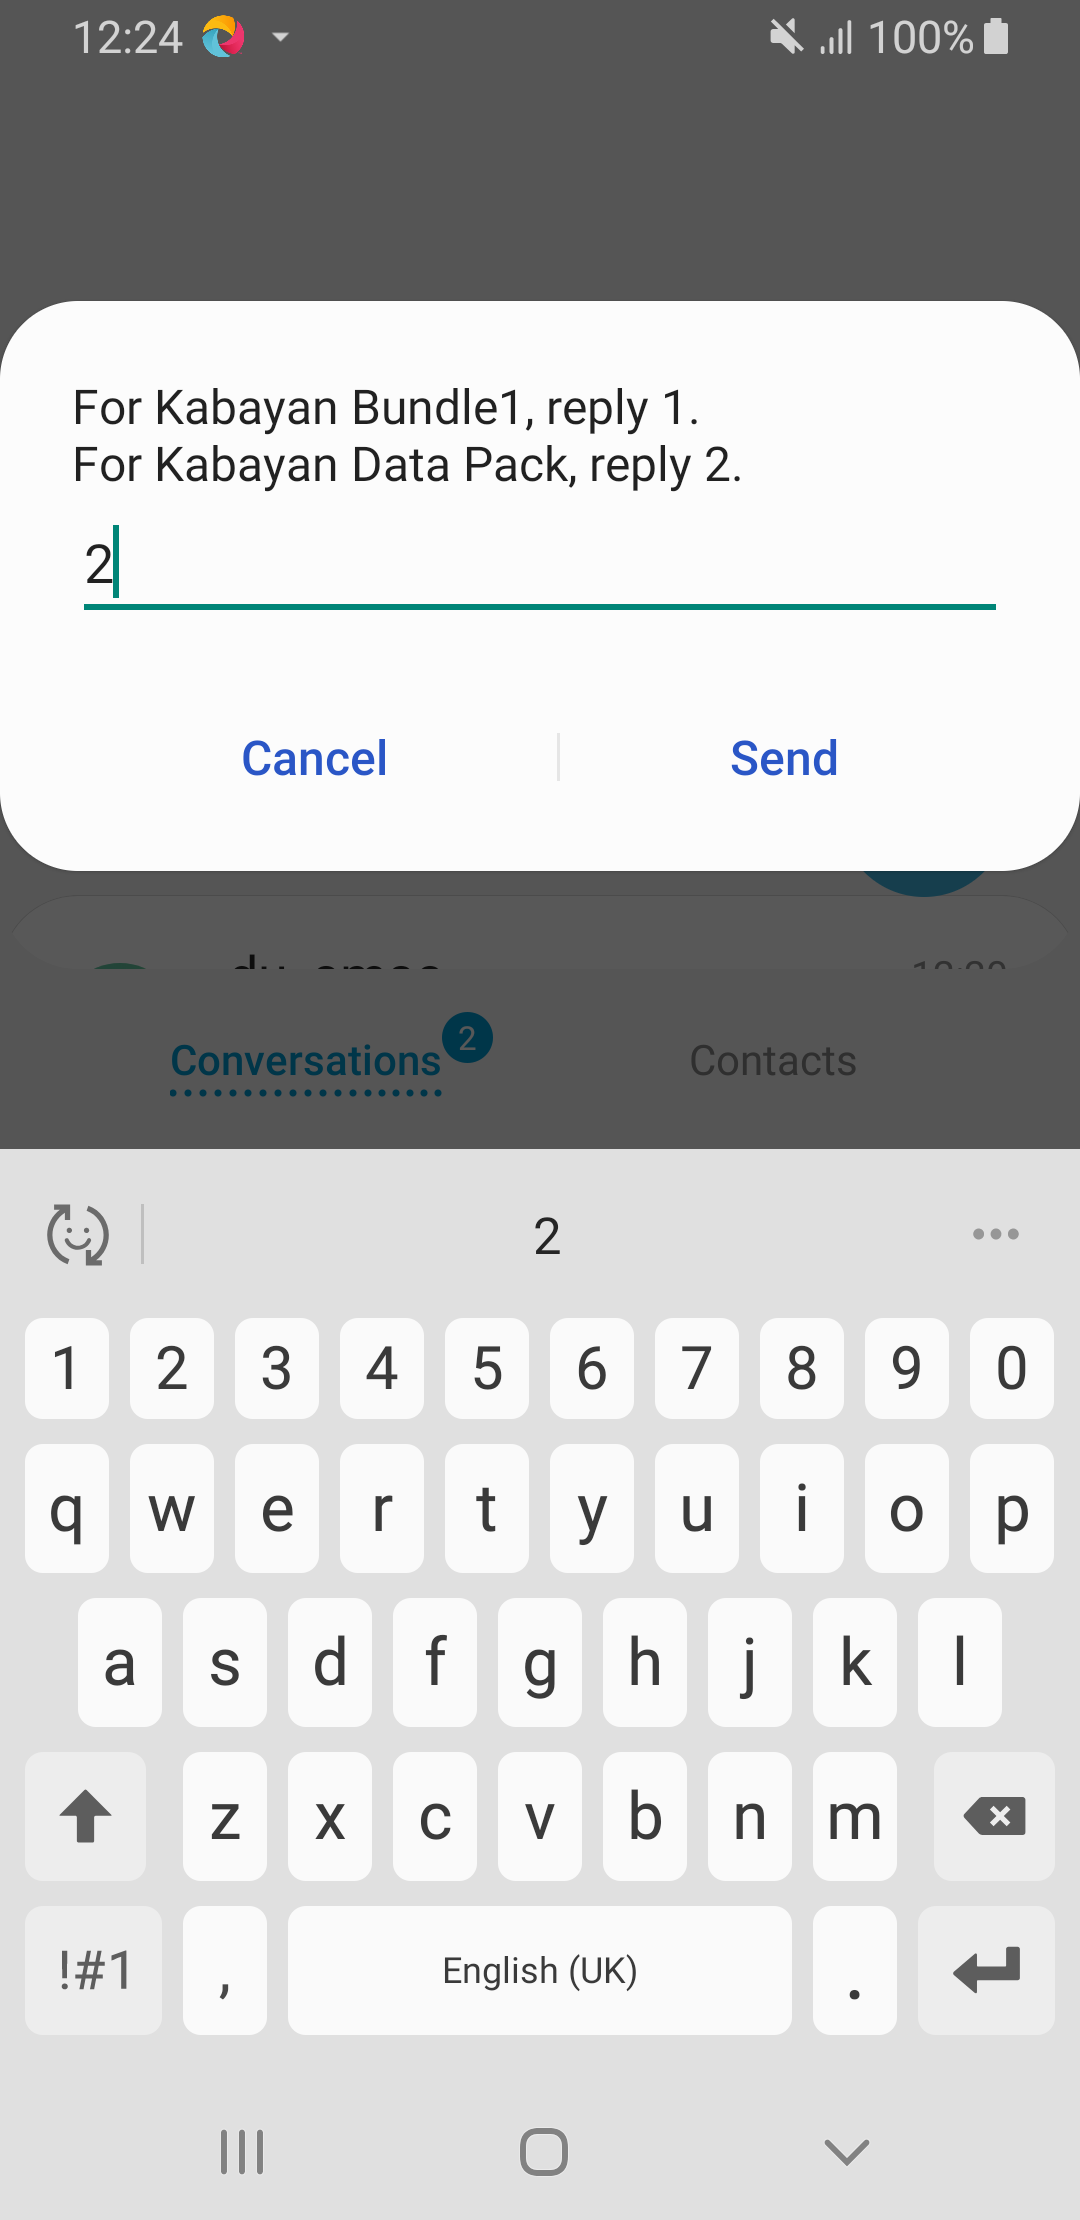 12:24 100%
For Kabayan Bundle1, reply 1.
For Kabayan Data Pack, reply 2.
2
Cancel Send
Conversations 2 Contacts
2
1 2 3 4 5 6 7 8 9 0
q w e r t y u i o p
a s d f g h j k l
z x c v b n m
!#1 , English (UK) .